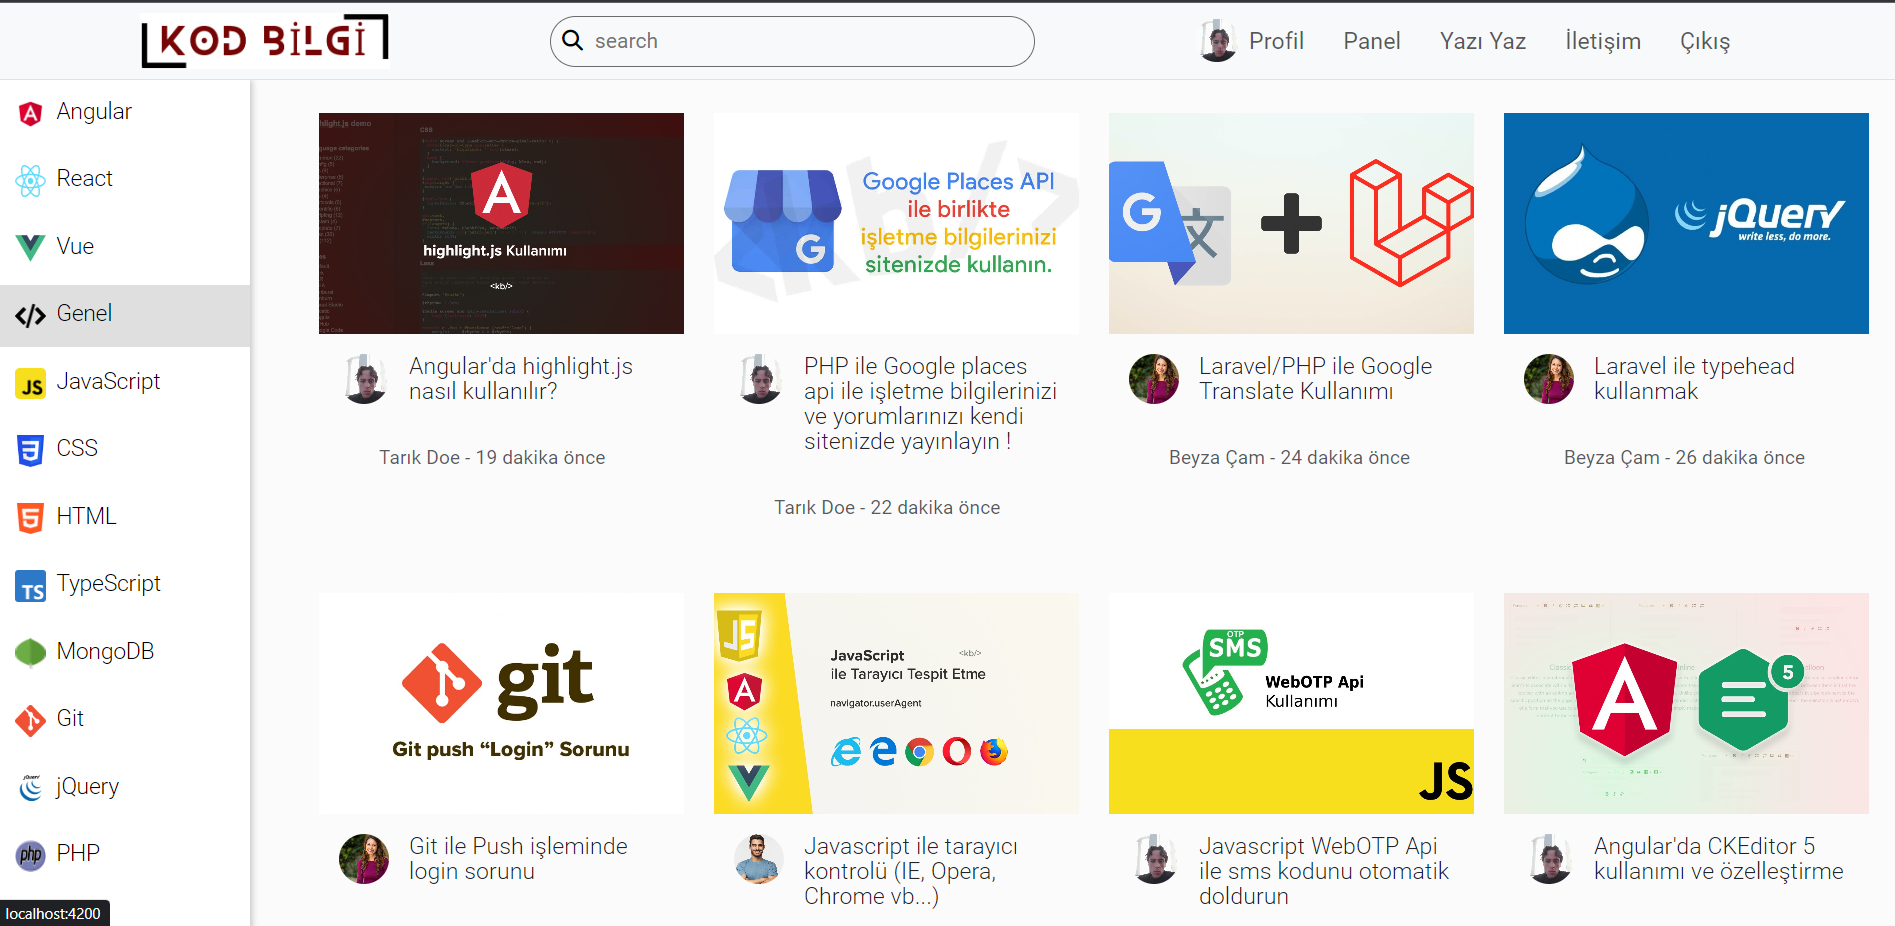 KOD BİLGİ
search
Profil
Panel
Yazı Yaz
İletişim
Çıkış
Angular
React
Vue
Genel
JS
JavaScript
CSS
HTML
TS
TypeScript
MongoDB
Git
jQuery
php
PHP
localhost:4200
highlight.js Kullanımı
<kb/>
Angular'da highlight.js
nasıl kullanılır?
Tarık Doe - 19 dakika önce
Google Places API
ile birlikte
işletme bilgilerinizi
sitenizde kullanın.
G
PHP ile Google places
api ile işletme bilgilerinizi
ve yorumlarınızı kendi
sitenizde yayınlayın !
Tarık Doe - 22 dakika önce
G
文
Laravel/PHP ile Google
Translate Kullanımı
Beyza Çam - 24 dakika önce
jQuery
write less, do more.
Laravel ile typehead
kullanmak
Beyza Çam - 26 dakika önce
git
Git push “Login” Sorunu
Git ile Push işleminde
login sorunu
JS
JavaScript
<kb/>
ile Tarayıcı Tespit Etme
navigator.userAgent
Javascript ile tarayıcı
kontrolü (IE, Opera,
Chrome vb...)
OTP
SMS
WebOTP Api
Kullanımı
JS
Javascript WebOTP Api
ile sms kodunu otomatik
doldurun
5
Angular'da CKEditor 5
kullanımı ve özelleştirme